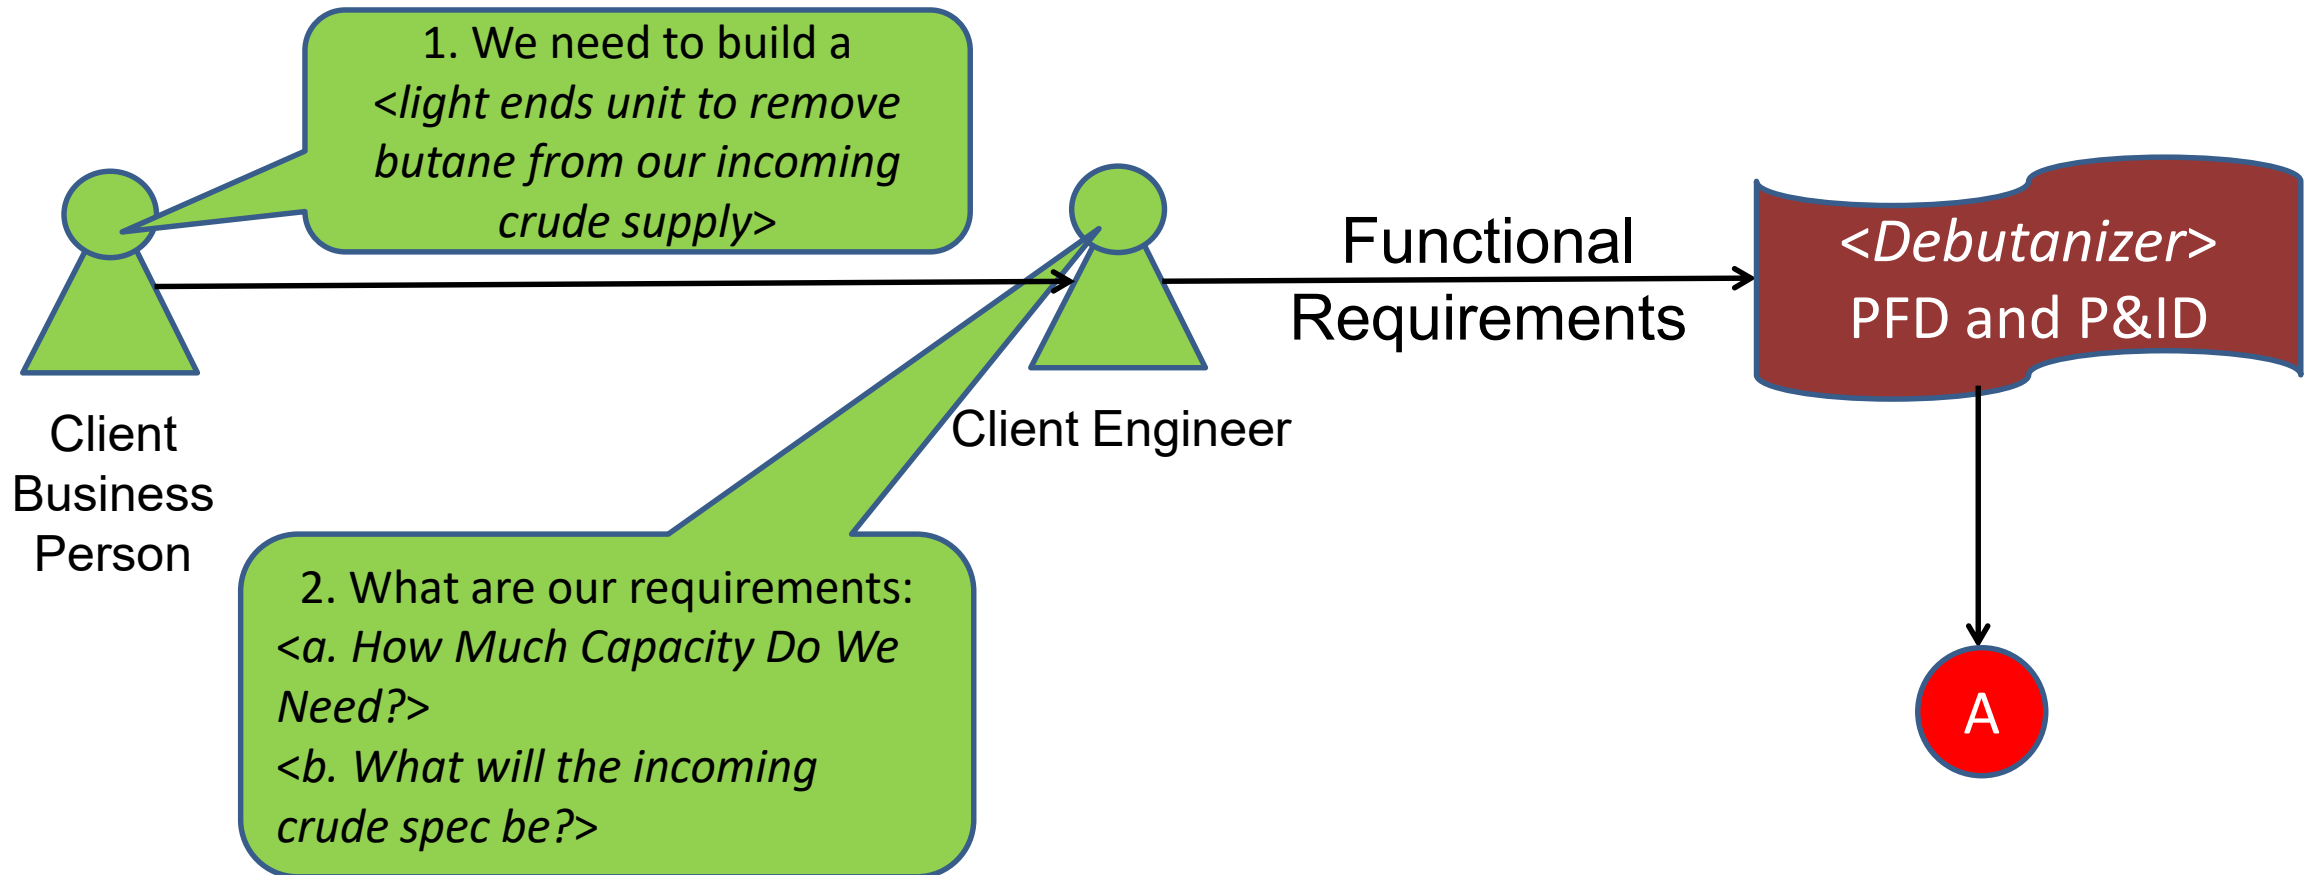 1. We need to build a
<light ends unit to remove
butane from our incoming
crude supply>
Client
Business
Person
Client Engineer
2. What are our requirements:
<a. How Much Capacity Do We
Need?>
<b. What will the incoming
crude spec be?>
Functional
Requirements
<Debutanizer>
PFD and P&ID
A